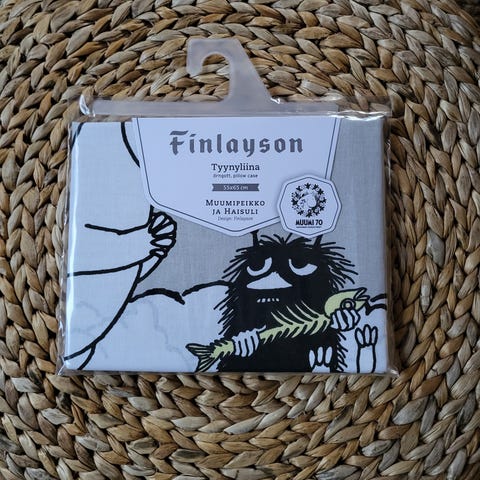 Finlayson
Tyynyliina
örngott, pillow case
55x65 cm
MUUMIPEIKKO
JA HAISULI
Design: Finlayson
MUUMI 70